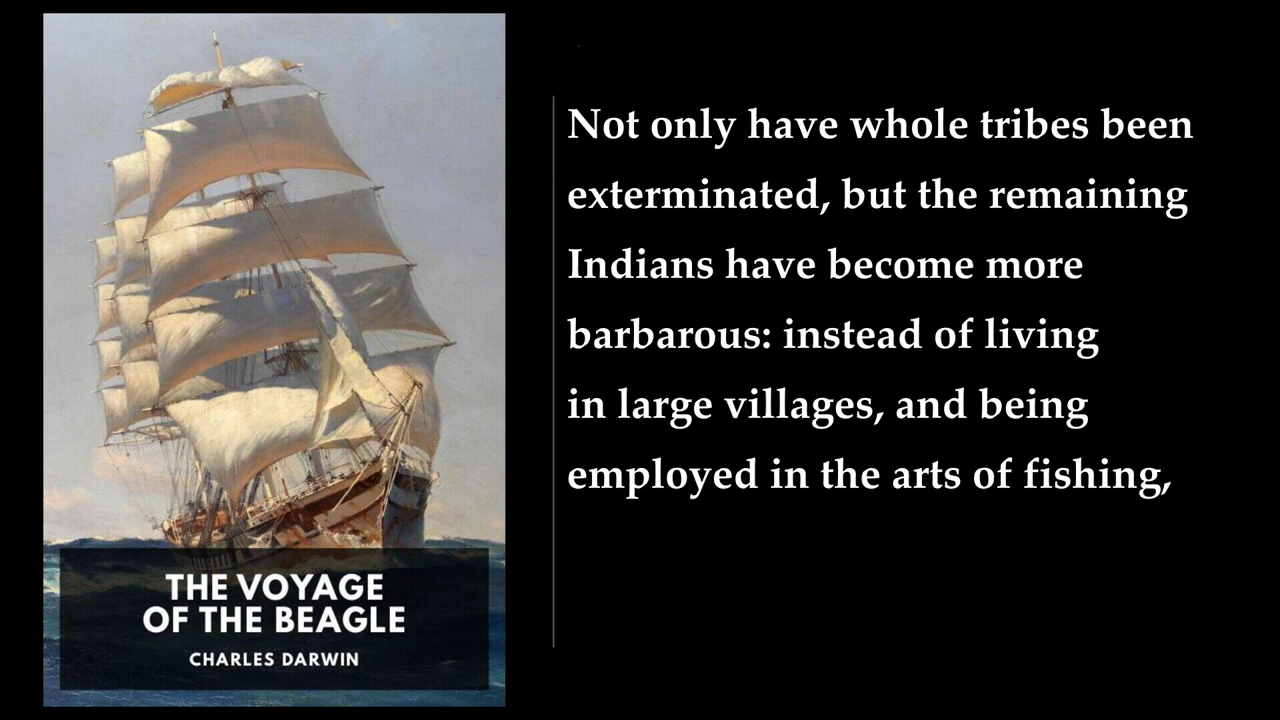 THE VOYAGE
OF THE BEAGLE
CHARLES DARWIN
Not only have whole tribes been
exterminated, but the remaining
Indians have become more
barbarous: instead of living
in large villages, and being
employed in the arts of fishing,